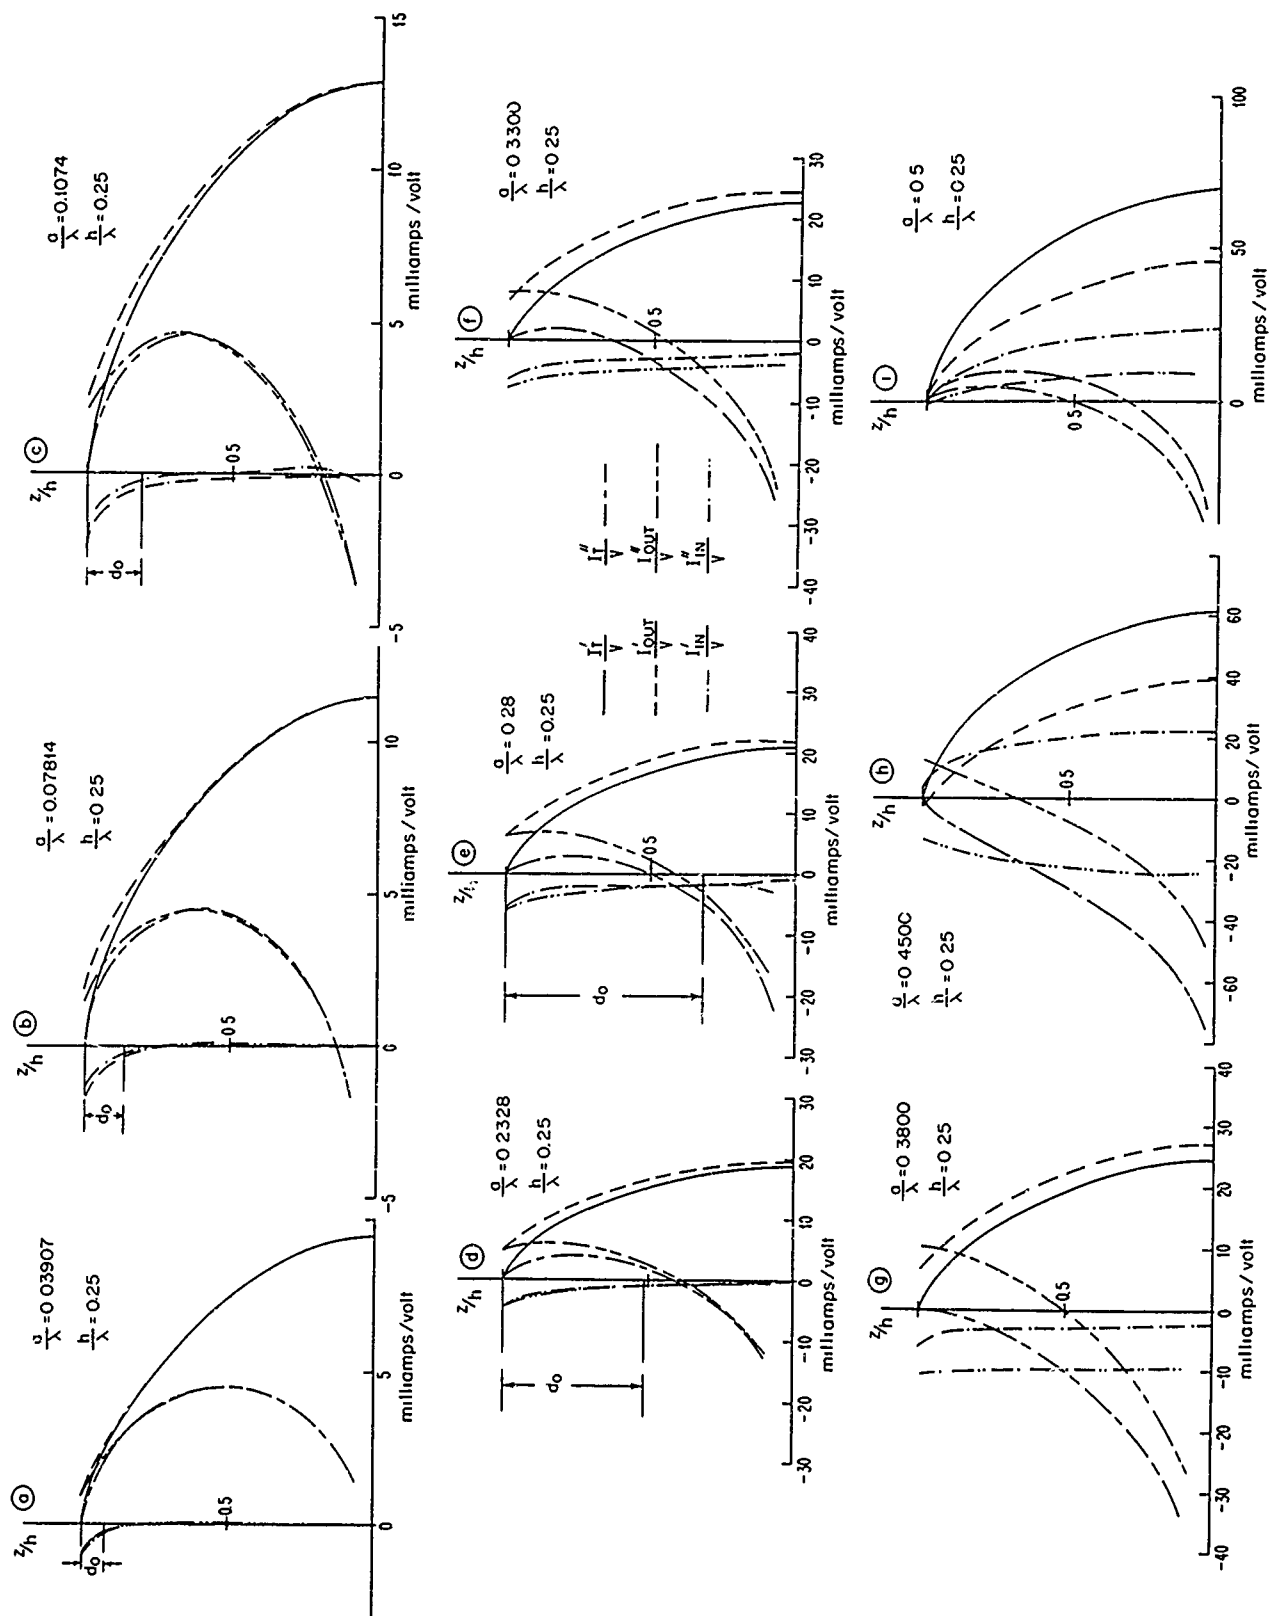 ⓐ
z/h
a/λ = 0.03907
h/λ = 0.25
d₀
0.5
0 5
milliamps/volt
ⓑ
z/h
a/λ = 0.07814
h/λ = 0 25
d₀
0 5
-5 0 5 10
milliamps/volt
ⓒ
z/h
a/λ = 0.1074
h/λ = 0.25
d₀
0 5
-5 0 5 10 15
milliamps/volt
ⓓ
z/h
a/λ = 0 2328
h/λ = 0.25
d₀
-30 -20 -10 0 10 20 30
milliamps/volt
ⓔ
a/λ = 0 28
h/λ = 0.25
d₀
0 5
-30 -20 -10 0 10 20 30 40
milliamps/volt
I'T/V
I'OUT/V
I'IN/V
I''T/V
I''OUT/V
I''IN/V
ⓕ
z/h
a/λ = 0 3300
h/λ = 0 25
0 5
-40 -30 -20 -10 0 10 20 30
milliamps/volt
ⓖ
z/h
a/λ = 0 3800
h/λ = 0 25
0.5
-40 -30 -20 -10 0 10 20 30 40
milliamps/volt
ⓗ
z/h
h/λ = 0 25
0 5
-60 -40 -20 0 20 40 60
milliamps/volt
ⓘ
z/h
a/λ = 0 5
h/λ = 0 25
0 5
0 50 100
milliamps/volt